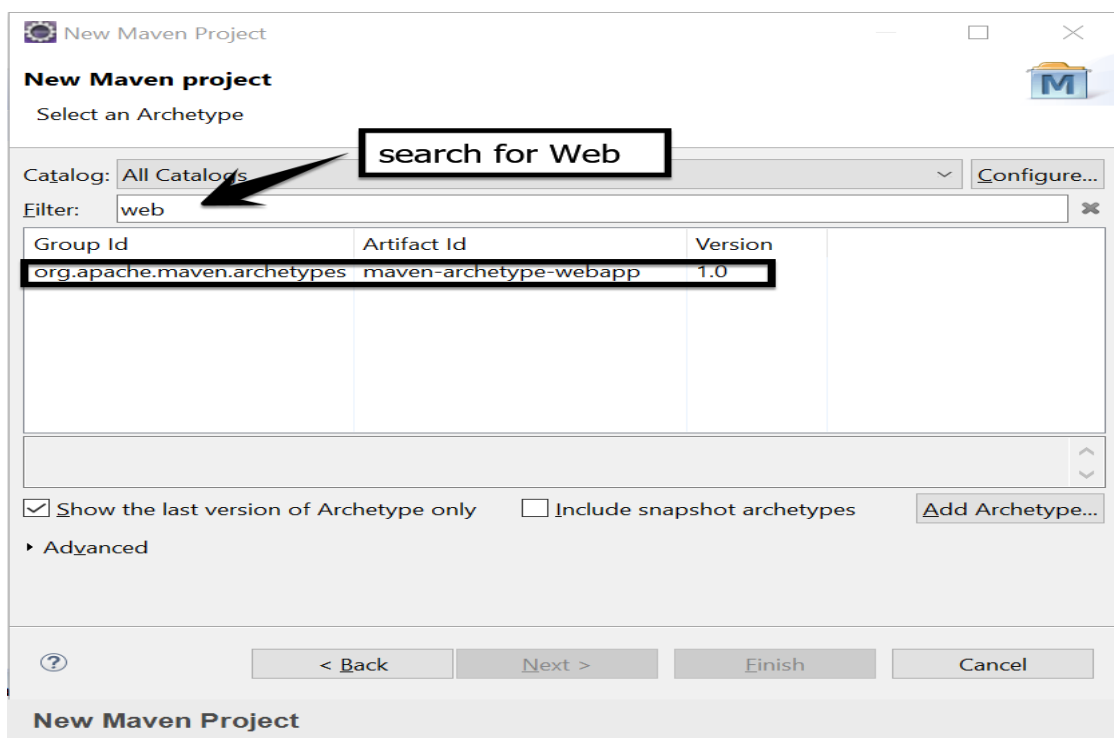 New Maven Project
New Maven project
Select an Archetype
search for Web
Catalog: All Catalogs Configure...
Filter: web
Group Id Artifact Id Version
org.apache.maven.archetypes maven-archetype-webapp 1.0
Show the last version of Archetype only Include snapshot archetypes Add Archetype...
Advanced
? < Back Next > Finish Cancel
New Maven Project